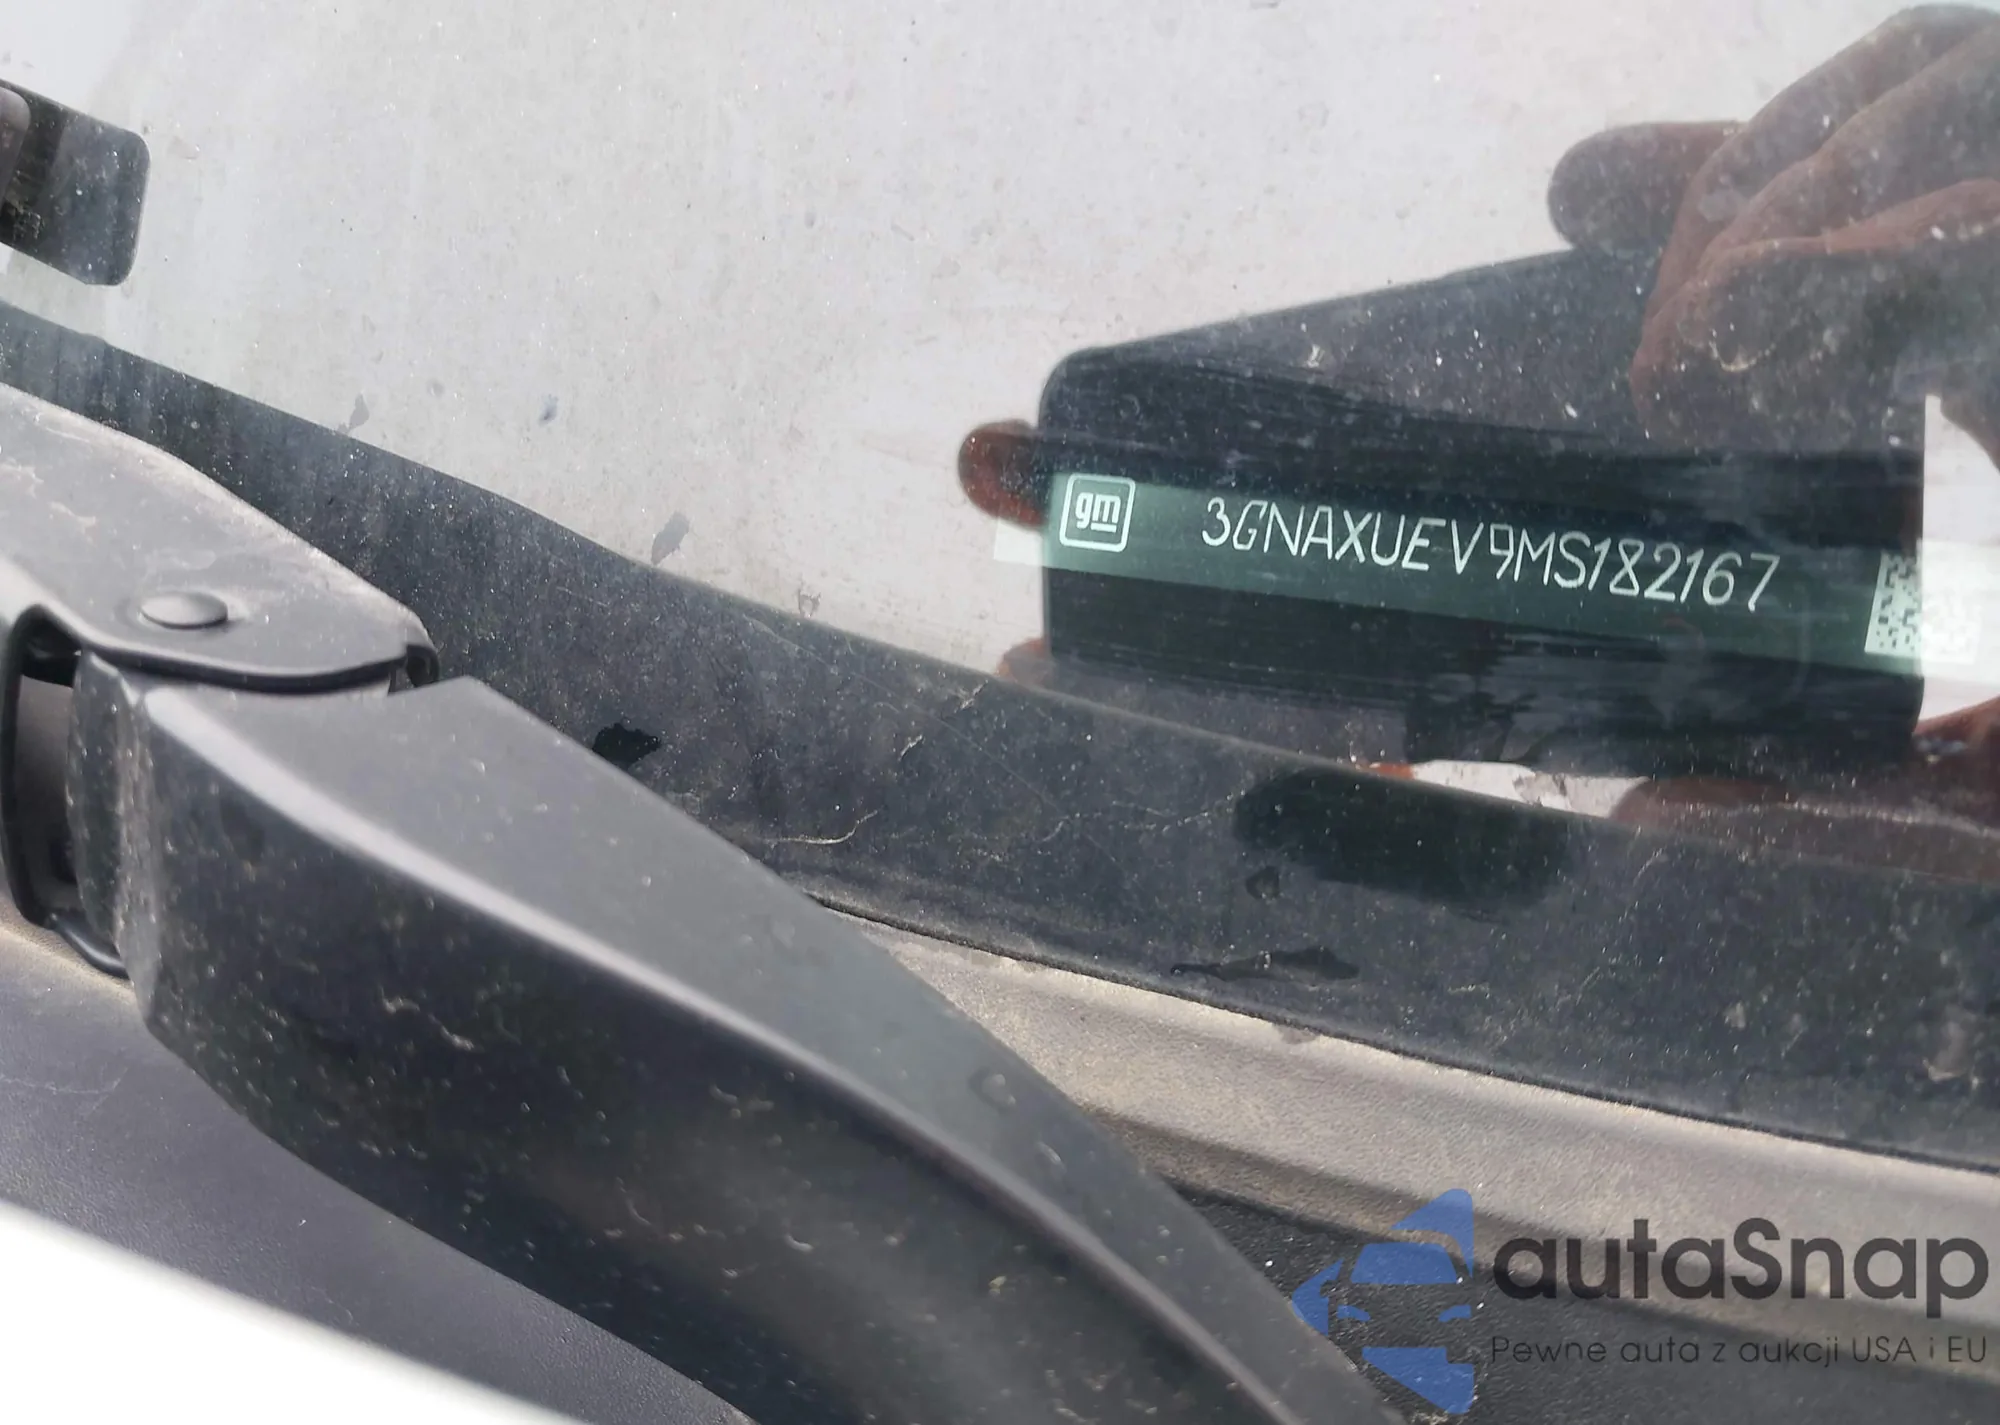 gm 3GNAXUEV9MS182167
autaSnap
Pewne auta z aukcji USA i EU